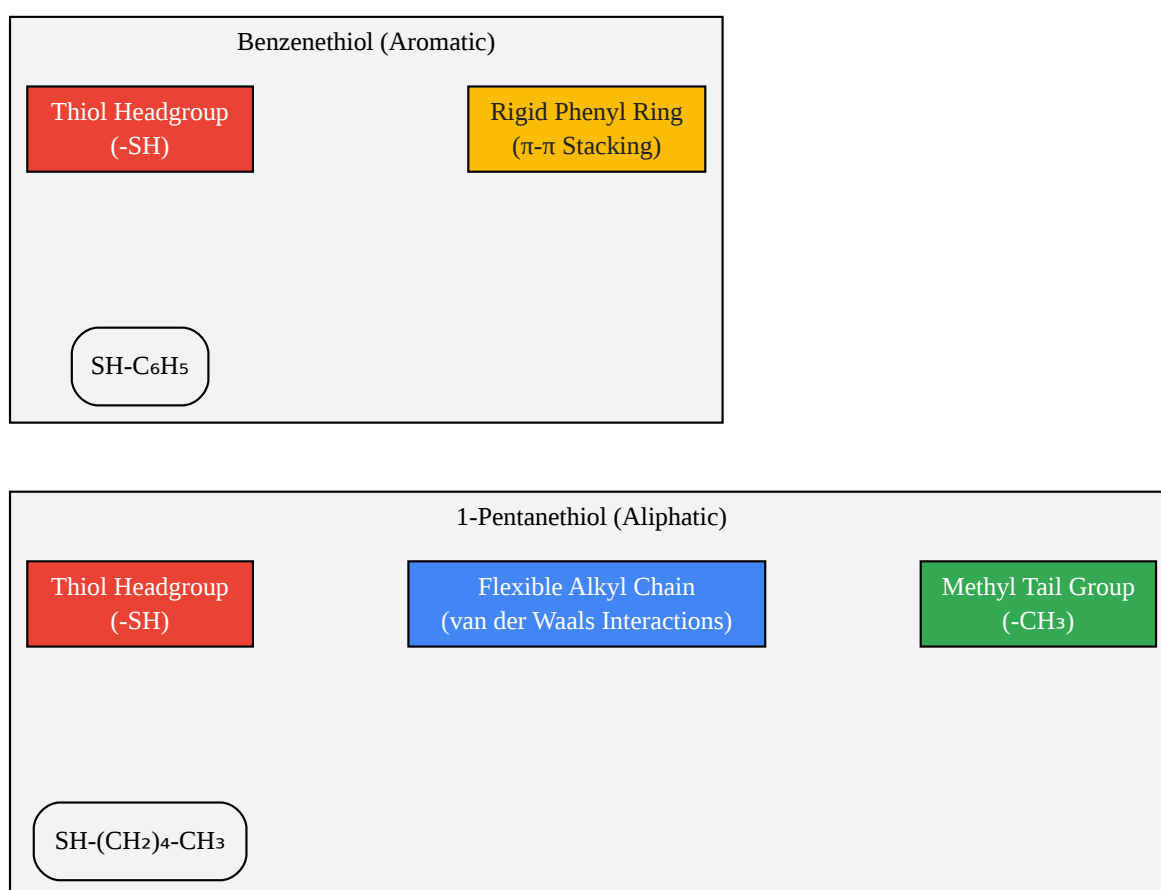 Benzenethiol (Aromatic)
Thiol Headgroup
(-SH)
Rigid Phenyl Ring
(π-π Stacking)
SH-C₆H₅
1-Pentanethiol (Aliphatic)
Thiol Headgroup
(-SH)
Flexible Alkyl Chain
(van der Waals Interactions)
Methyl Tail Group
(-CH₃)
SH-(CH₂)₄-CH₃